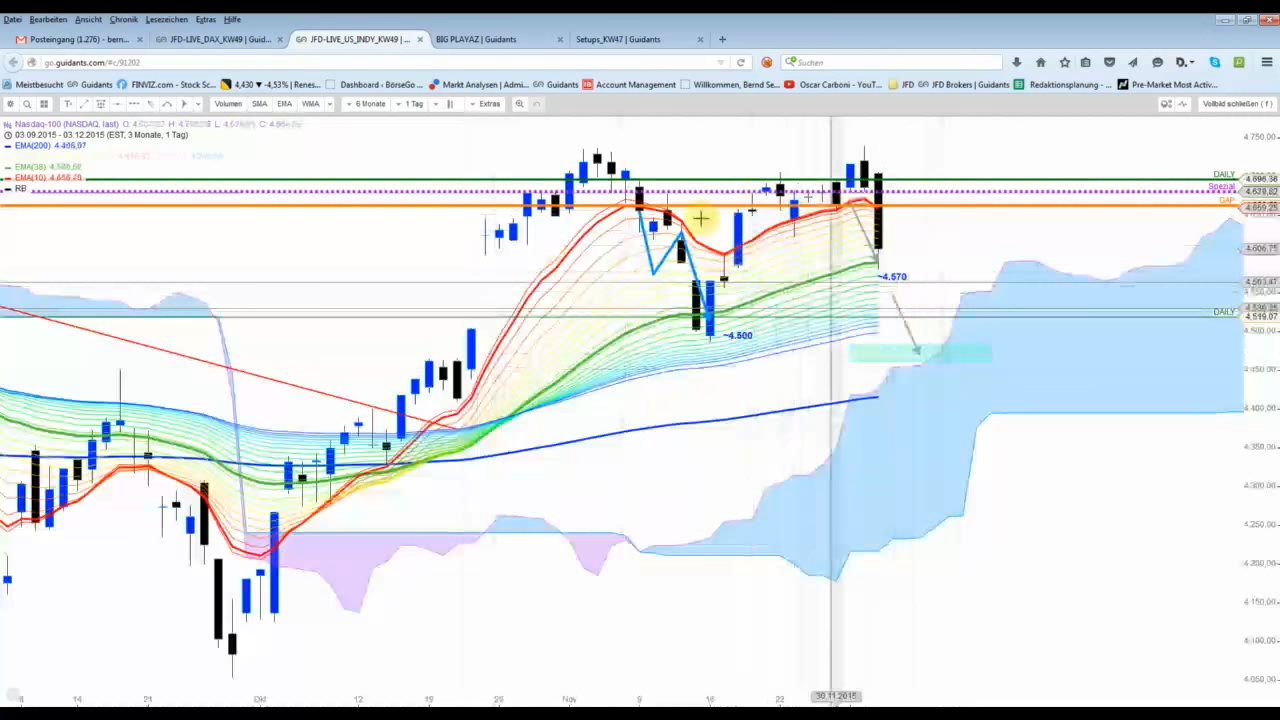 Datei Bearbeiten Ansicht Chronik Lesezeichen Extras Hilfe
Posteingang (1.276) - bern... JFD-LIVE_DAX_KW49 | Guid... JFD-LIVE_US_INDY_KW49 | ... BIG PLAYAZ | Guidants Setups_KW47 | Guidants
go.guidants.com/#c/91202 Suchen
Meistbesucht Guidants FINVIZ.com - Stock Sc... 4,430 -4,53% | Renes... Dashboard - BörseGo ... Markt Analysen | Admi... Guidants Account Management Willkommen, Bernd Se... Oscar Carboni - YouT... JFD JFD Brokers | Guidants Redaktionsplanung - ... Pre-Market Most Activ...
Volumen SMA EMA WMA 6 Monate 1 Tag Extras Vollbild schließen ( f )
Nasdaq-100 (NASDAQ, last)
03.09.2015 - 03.12.2015 (EST, 3 Monate, 1 Tag)
EMA(200)
EMA(38)
EMA(10)
RB
4.750,00
DAILY
Spezial
GAP
4.606,75
~4.570
DAILY
~4.500
4.450,00
4.400,00
4.350,00
4.300,00
4.250,00
4.200,00
4.150,00
4.100,00
4.050,00
14 21 Okt 12 19 26 Nov 9 16 23 30.11.2015